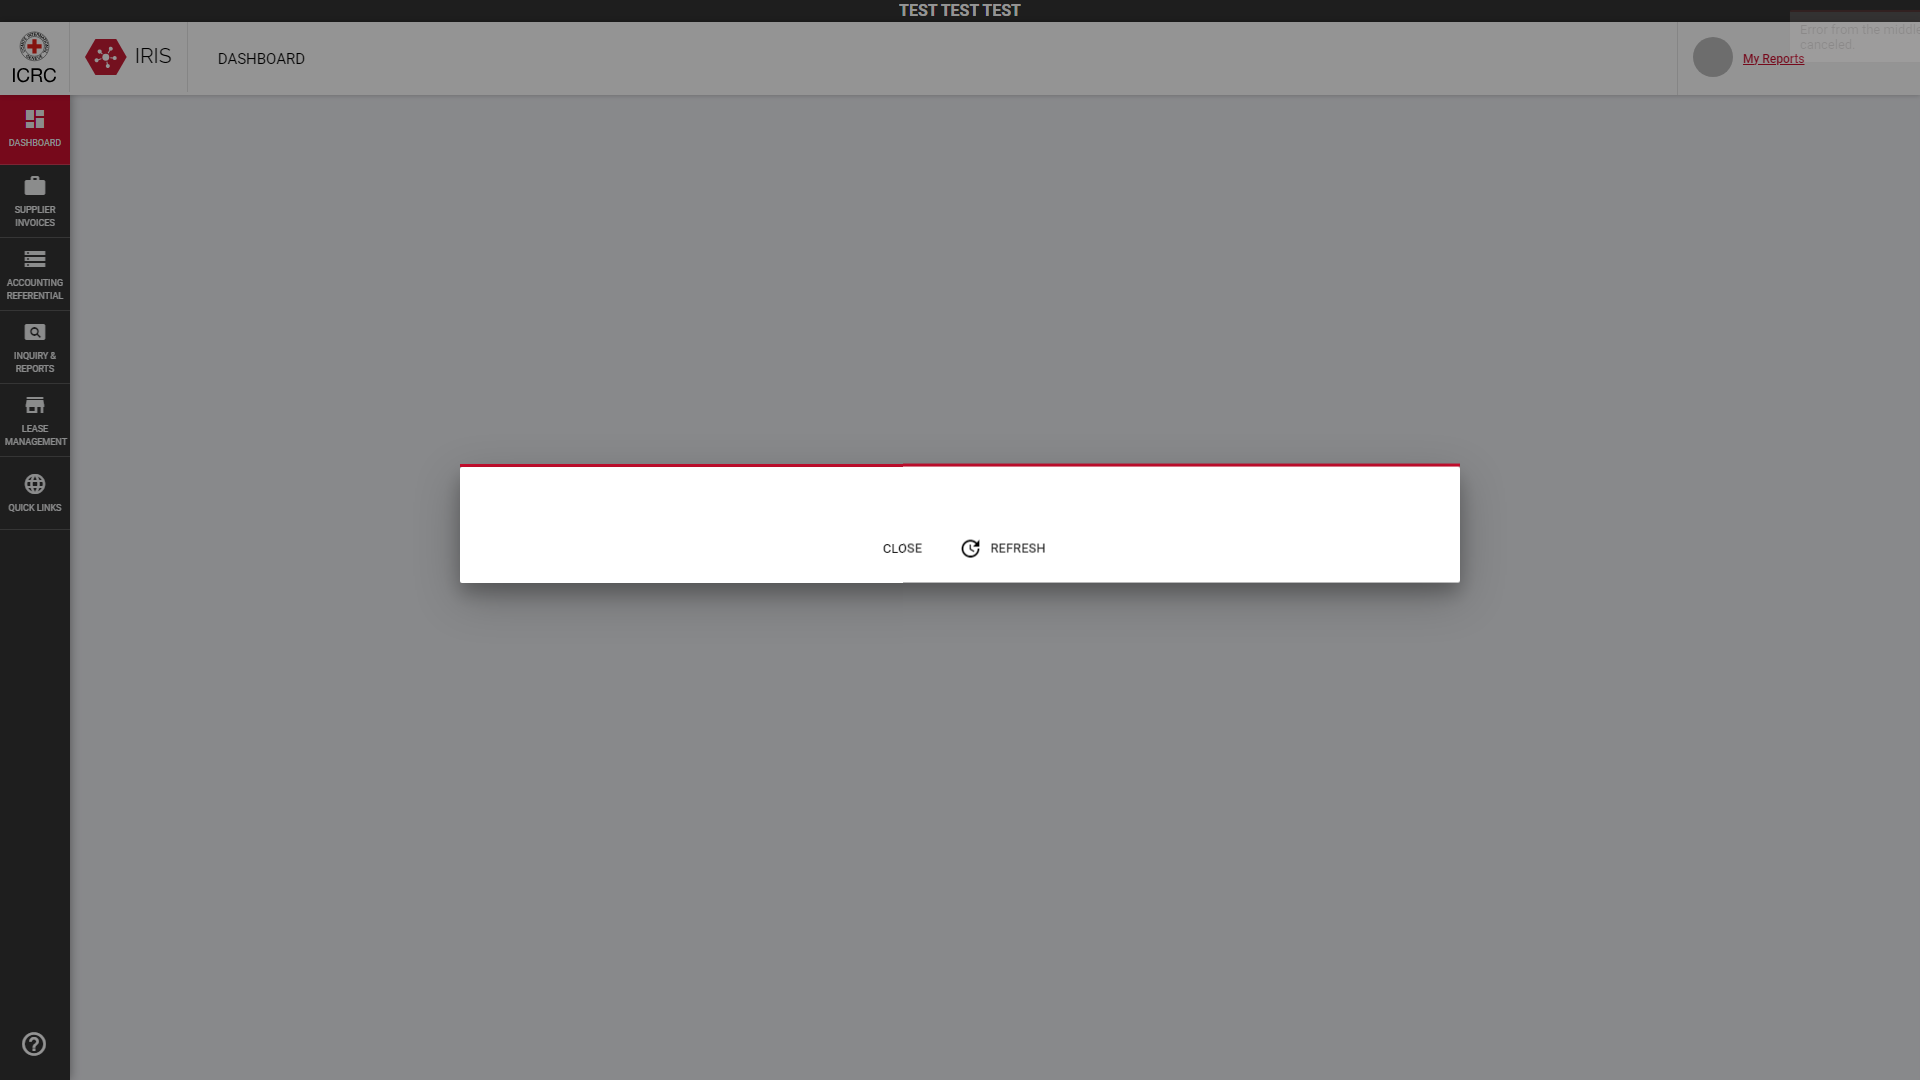 TEST TEST TEST
ICRC
IRIS
DASHBOARD
My Reports
Error from the middle
canceled.
DASHBOARD
SUPPLIER
INVOICES
ACCOUNTING
REFERENTIAL
INQUIRY &
REPORTS
LEASE
MANAGEMENT
QUICK LINKS
CLOSE
REFRESH